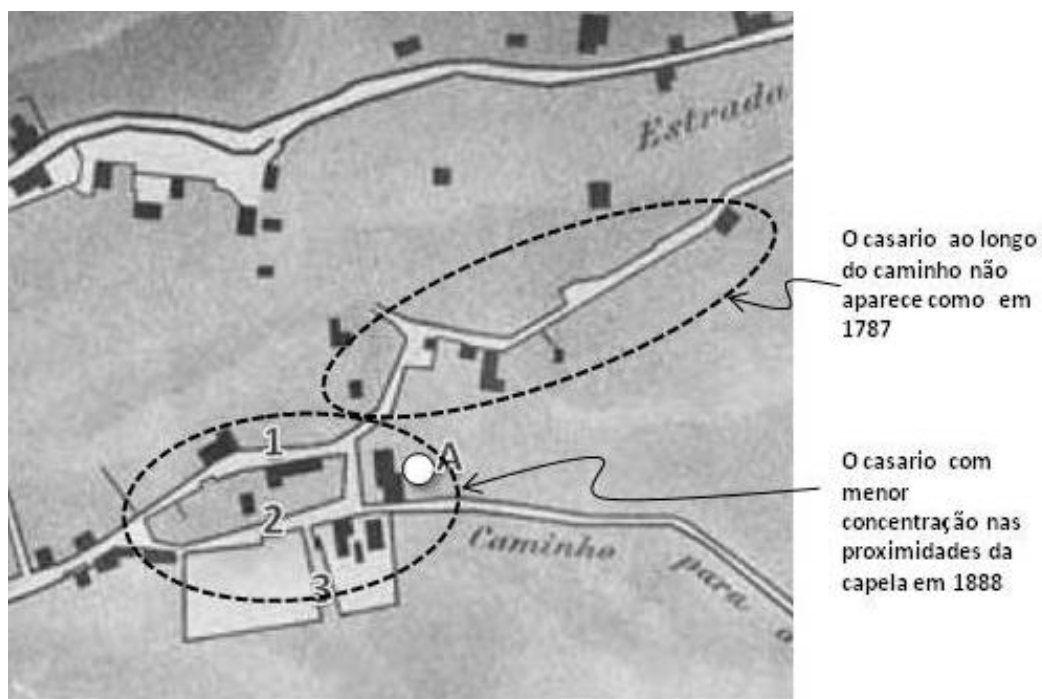 Estrada
O casario ao longo
do caminho não
aparece como em
1787
1
A
2
O casario com
menor
concentração nas
proximidades da
capela em 1888
Caminho para a
3